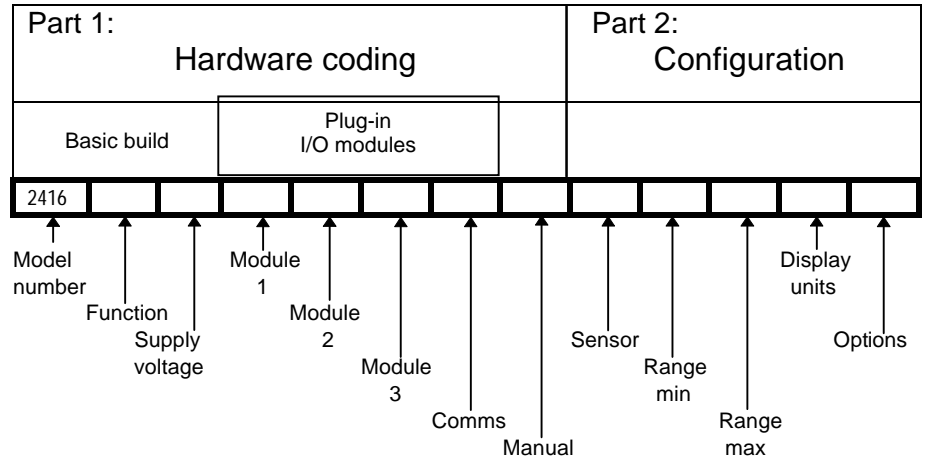 Part 1:
Hardware coding
Part 2:
Configuration
Basic build
Plug-in
I/O modules
2416
Model
number
Function
Supply
voltage
Module
1
Module
2
Module
3
Comms
Manual
Sensor
Range
min
Range
max
Display
units
Options